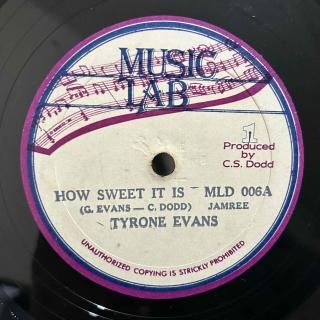 MUSIC
LAB
1
Produced
by
C.S. Dodd
HOW SWEET IT IS MLD 006A
(G. EVANS — C. DODD) JAMREE
TYRONE EVANS
UNAUTHORIZED COPYING IS STRICTLY PROHIBITED